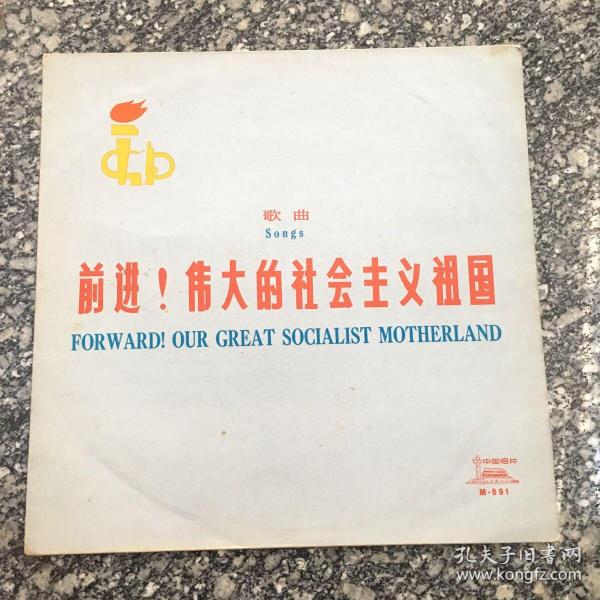 歌曲
Songs
前进！伟大的社会主义祖国
FORWARD! OUR GREAT SOCIALIST MOTHERLAND
中国唱片
M-991
孔夫子旧书网
www.kongfz.com